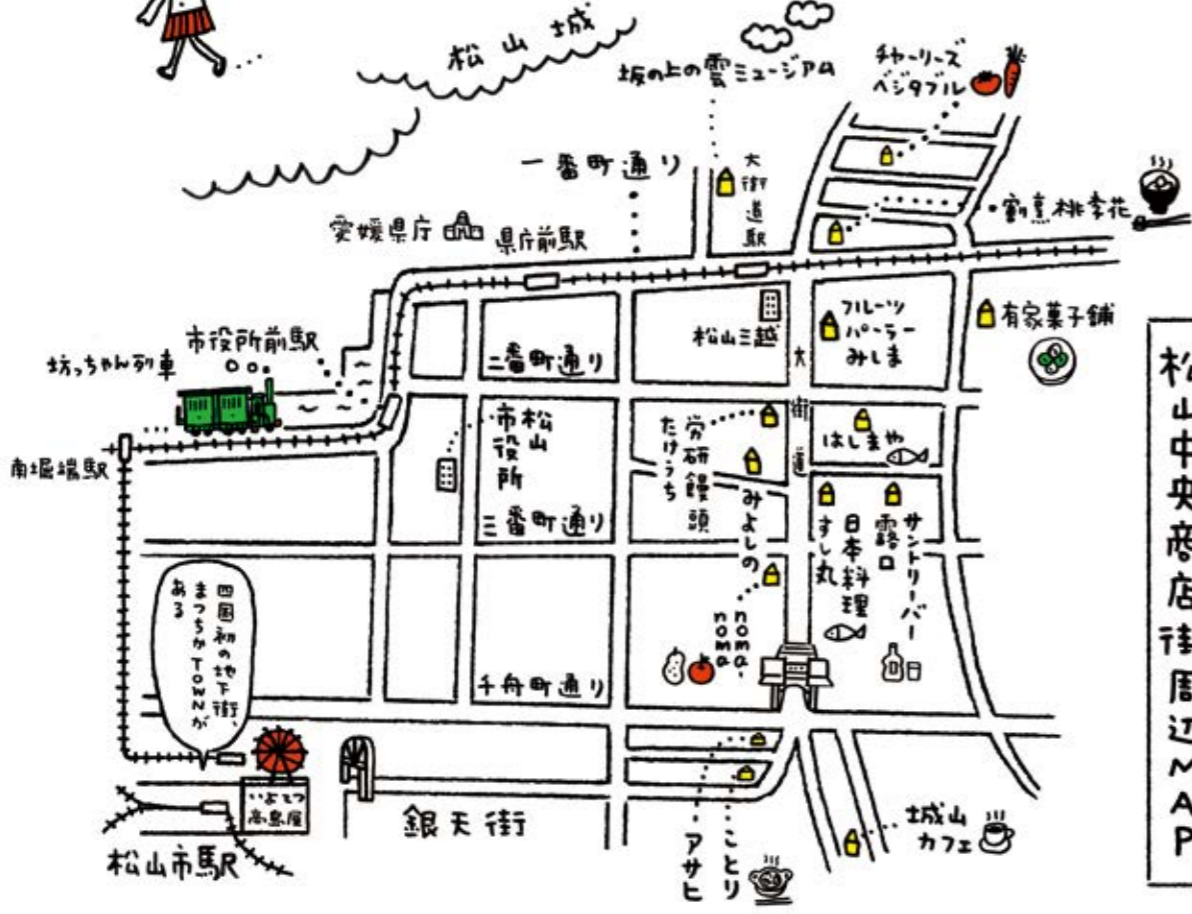 松山城
坂の上の雲ミュージアム
チャーリーズ
ベジタブル
一番町通り
大街道駅
割烹 桃李花
愛媛県庁
県庁前駅
有家菓子舗
松山三越
フルーツ
パーラー
みしま
市役所前駅
坊っちゃん列車
二番町通り
大街道
南堀端駅
松山
市役所
労研饅頭
たけうち
はしまや
みよしの
三番町通り
日本料理
すし丸
サントリーバー
露口
noma-
noma
四国初の地下街、
まつちかTOWNが
ある
千舟町通り
いよてつ
高島屋
銀天街
松山市駅
ことり
アサヒ
城山
カフェ
松山中央商店街周辺MAP